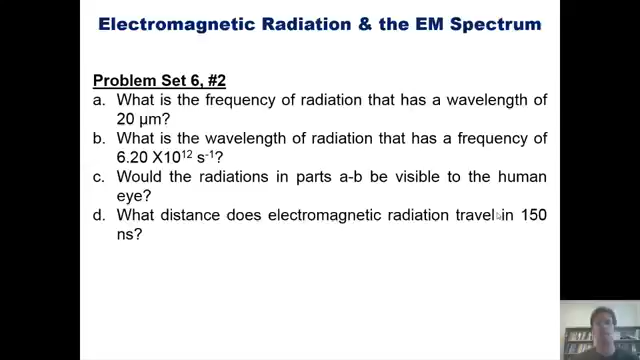 Electromagnetic Radiation & the EM Spectrum
Problem Set 6, #2
a. What is the frequency of radiation that has a wavelength of
20 μm?
b. What is the wavelength of radiation that has a frequency of
6.20 X10¹² s⁻¹?
c. Would the radiations in parts a-b be visible to the human
eye?
d. What distance does electromagnetic radiation travel in 150
ns?